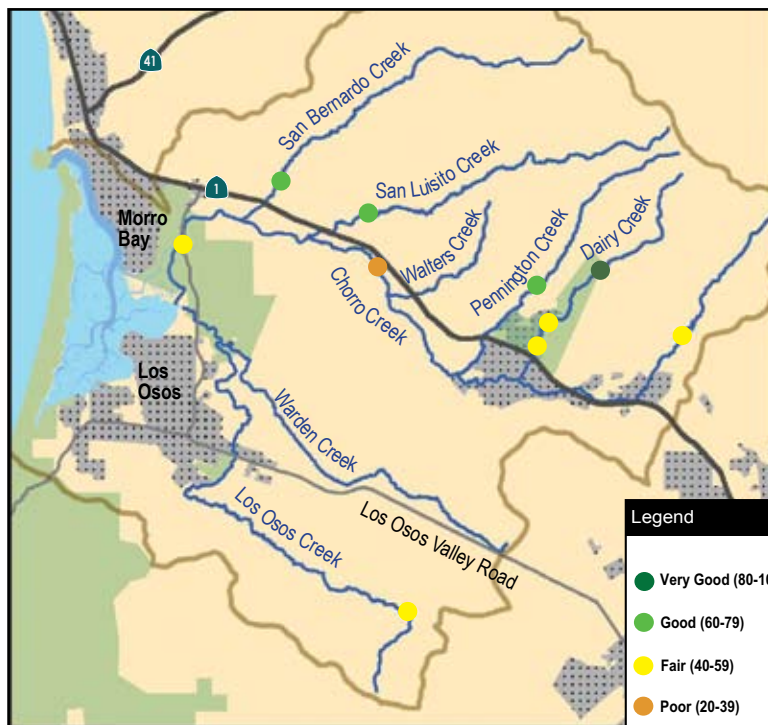 41
San Bernardo Creek
1
San Luisito Creek
Morro
Bay
Walters Creek
Pennington Creek
Dairy Creek
Chorro Creek
Los
Osos
Warden Creek
Los Osos Creek
Los Osos Valley Road
Legend
Very Good (80-10
Good (60-79)
Fair (40-59)
Poor (20-39)